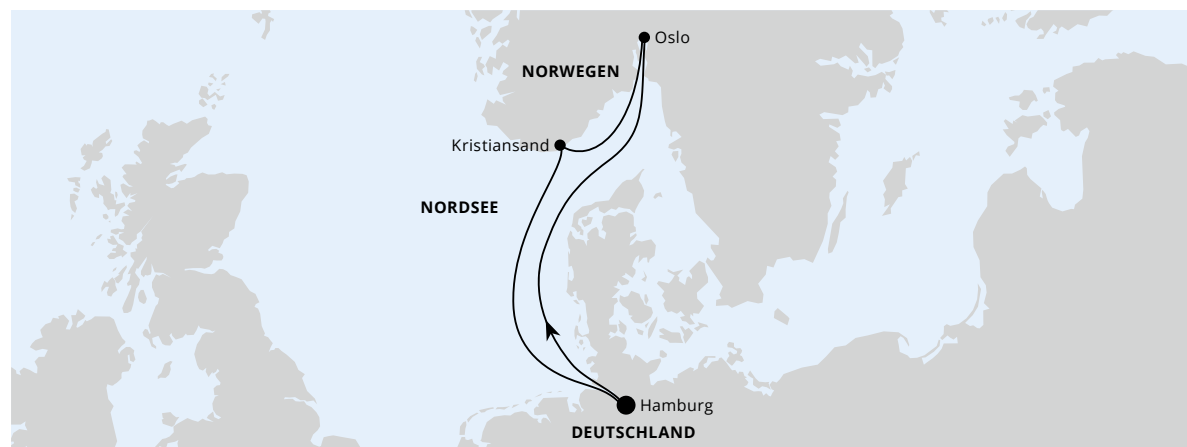 Oslo
NORWEGEN
Kristiansand
NORDSEE
Hamburg
DEUTSCHLAND